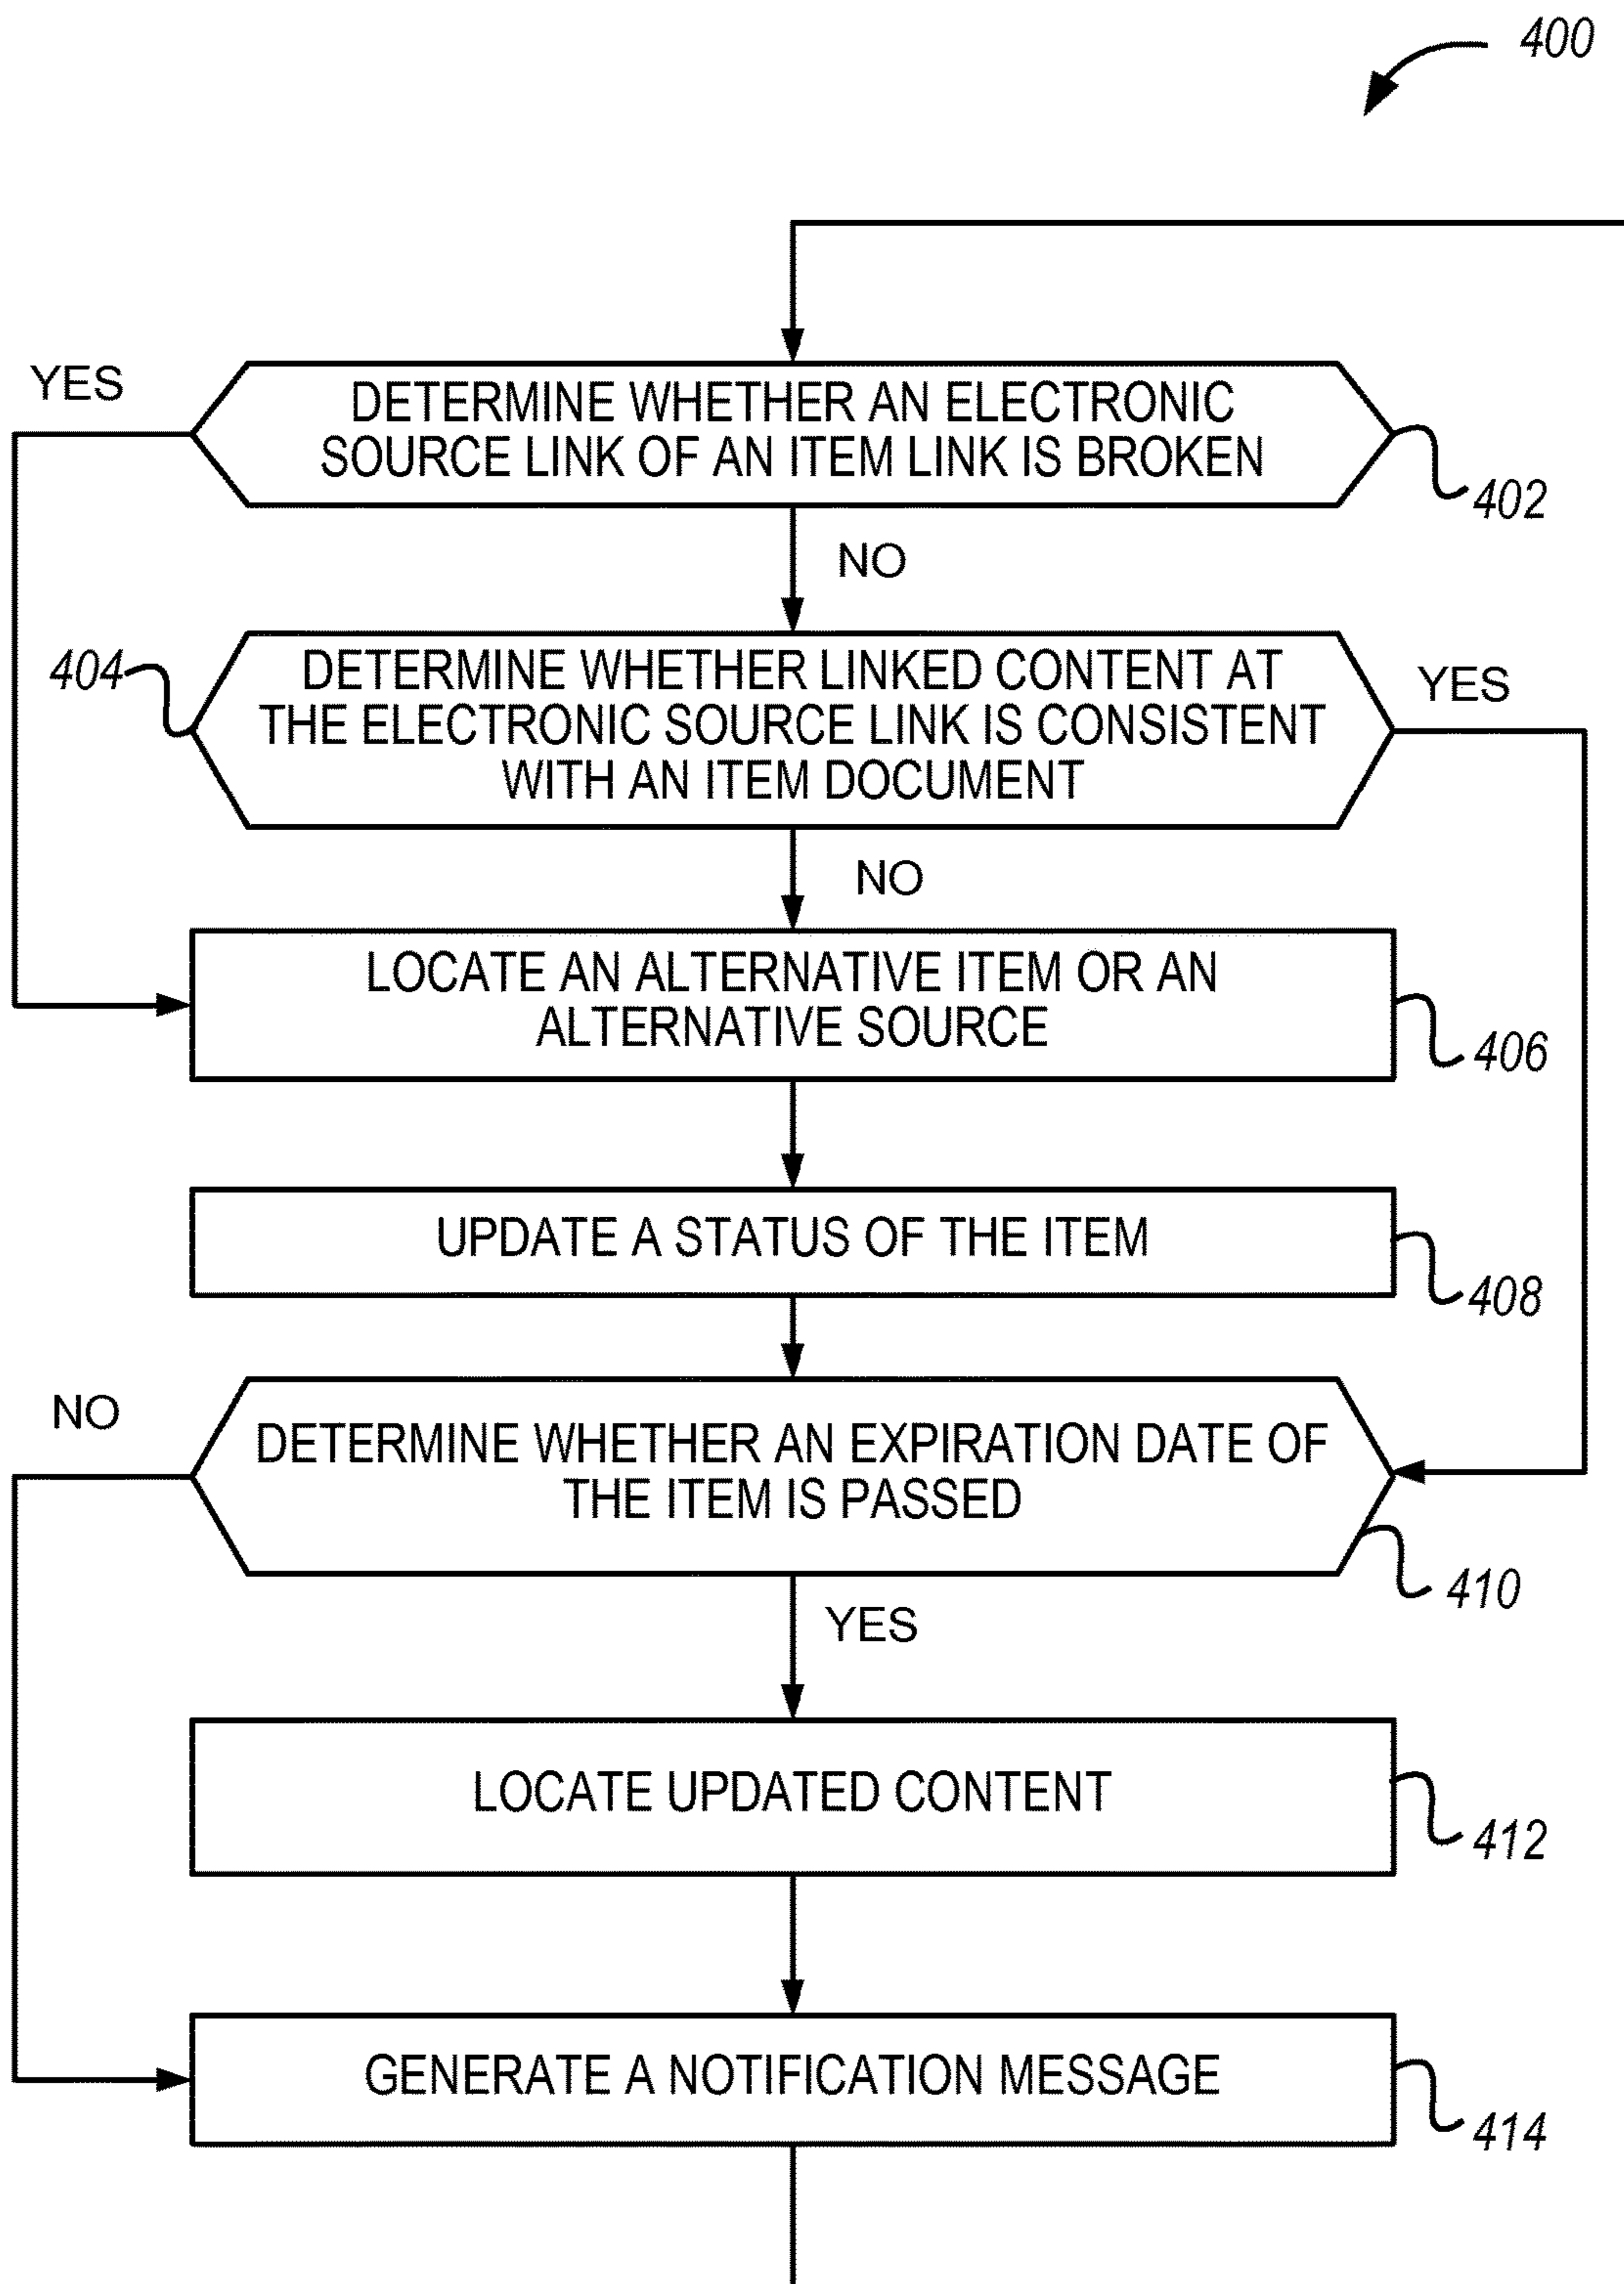 400
YES
DETERMINE WHETHER AN ELECTRONIC
SOURCE LINK OF AN ITEM LINK IS BROKEN
402
NO
404
DETERMINE WHETHER LINKED CONTENT AT
THE ELECTRONIC SOURCE LINK IS CONSISTENT
WITH AN ITEM DOCUMENT
YES
NO
LOCATE AN ALTERNATIVE ITEM OR AN
ALTERNATIVE SOURCE
406
UPDATE A STATUS OF THE ITEM
408
NO
DETERMINE WHETHER AN EXPIRATION DATE OF
THE ITEM IS PASSED
410
YES
LOCATE UPDATED CONTENT
412
GENERATE A NOTIFICATION MESSAGE
414